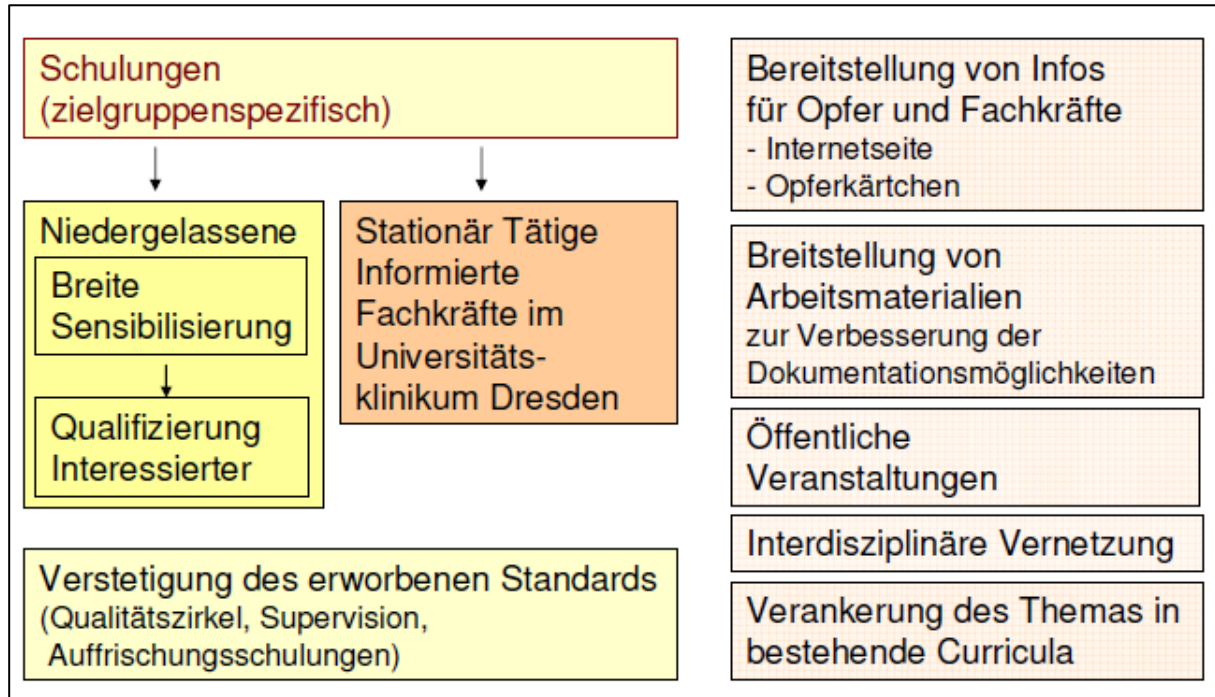 Schulungen
(zielgruppenspezifisch)
Niedergelassene
Breite
Sensibilisierung
Qualifizierung
Interessierter
Stationär Tätige
Informierte
Fachkräfte im
Universitäts-
klinikum Dresden
Verstetigung des erworbenen Standards
(Qualitätszirkel, Supervision,
Auffrischungsschulungen)
Bereitstellung von Infos
für Opfer und Fachkräfte
- Internetseite
- Opferkärtchen
Breitstellung von
Arbeitsmaterialien
zur Verbesserung der
Dokumentationsmöglichkeiten
Öffentliche
Veranstaltungen
Interdisziplinäre Vernetzung
Verankerung des Themas in
bestehende Curricula